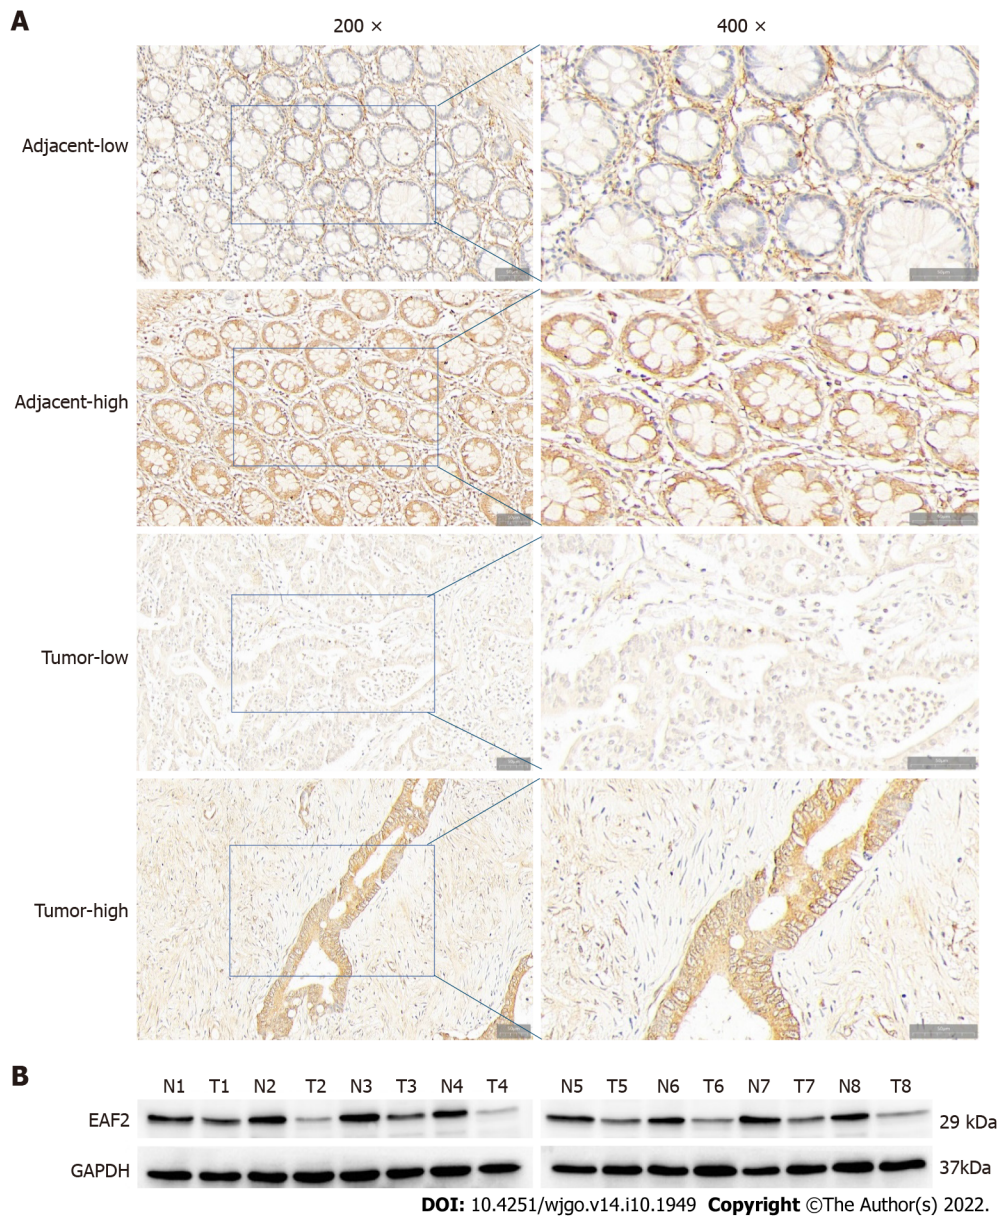 A
200 × 400 ×
Adjacent-low
Adjacent-high
Tumor-low
Tumor-high
B
N1 T1 N2 T2 N3 T3 N4 T4 N5 T5 N6 T6 N7 T7 N8 T8
EAF2 29 kDa
GAPDH 37kDa
DOI: 10.4251/wjgo.v14.i10.1949 Copyright ©The Author(s) 2022.